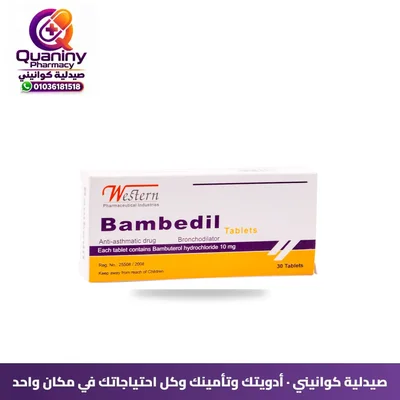 Quaniny
Pharmacy
صيدلية كوانيني
01036181518
Western
Pharmaceutical Industries
Bambedil Tablets
Anti-asthmatic drug Bronchodilator
Each tablet contains Bambuterol hydrochloride 10 mg
Keep away from reach of Children
30 Tablets
صيدلية كوانيني - أدويتك وتأمينك وكل احتياجاتك في مكان واحد